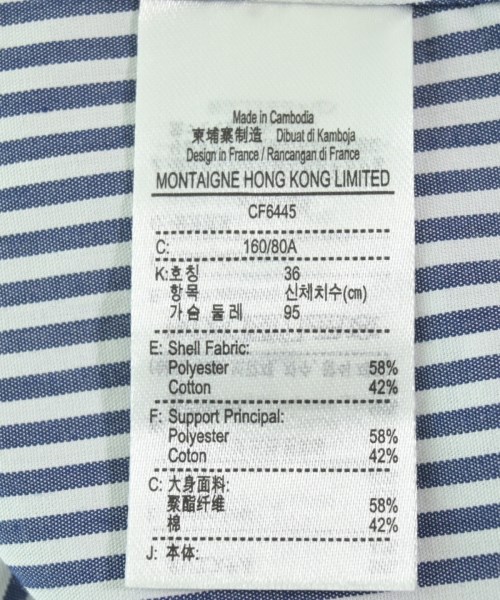 Made in Cambodia
柬埔寨制造 Dibuat di Kamboja
Design in France / Rancangan di France
MONTAIGNE HONG KONG LIMITED
CF6445
C: 160/80A
K:호칭 36
항목 신체치수(cm)
가슴 둘레 95
E: Shell Fabric:
Polyester 58%
Cotton 42%
F: Support Principal:
Polyester 58%
Coton 42%
C: 大身面料:
聚酯纤维 58%
棉 42%
J: 本体: